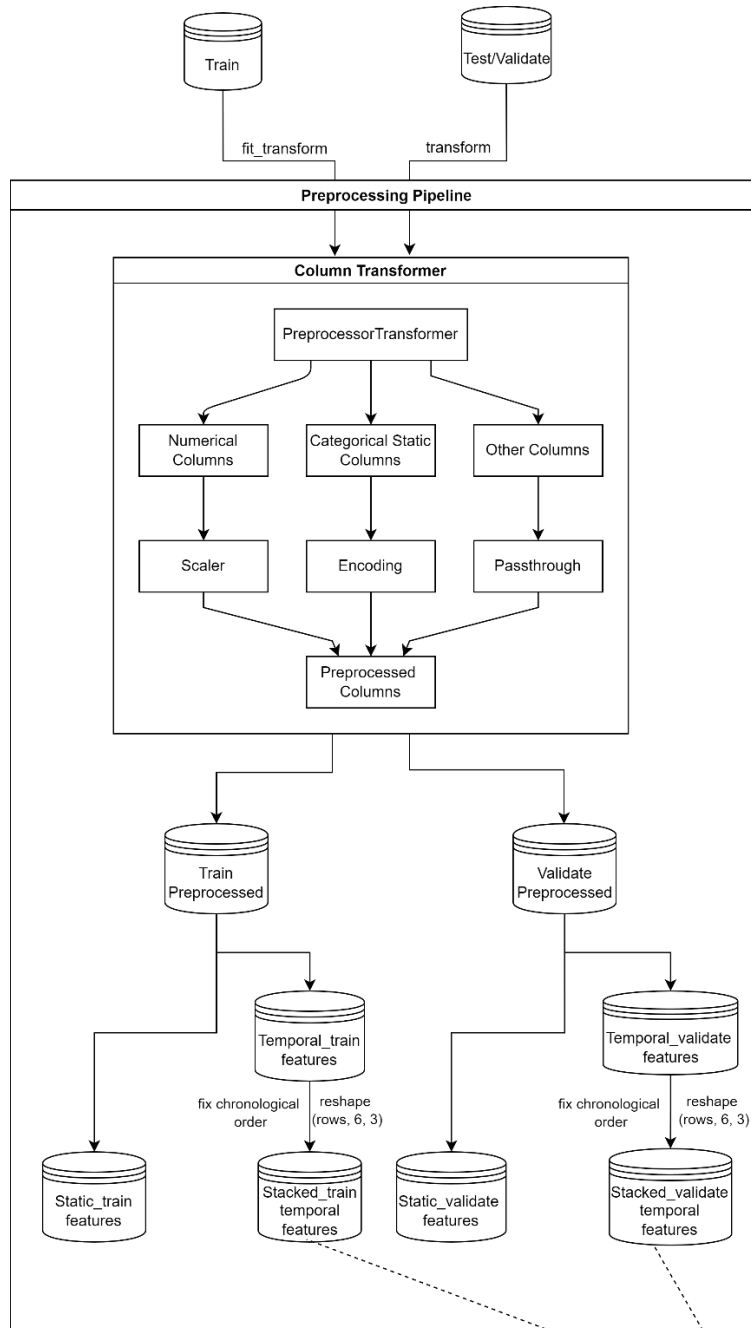 Train
Test/Validate
fit_transform
transform
Preprocessing Pipeline
Column Transformer
PreprocessorTransformer
Numerical
Columns
Categorical Static
Columns
Other Columns
Scaler
Encoding
Passthrough
Preprocessed
Columns
Train
Preprocessed
Validate
Preprocessed
Temporal_train
features
Temporal_validate
features
fix chronological
order
reshape
(rows, 6, 3)
fix chronological
order
reshape
(rows, 6, 3)
Static_train
features
Stacked_train
temporal
features
Static_validate
features
Stacked_validate
temporal
features